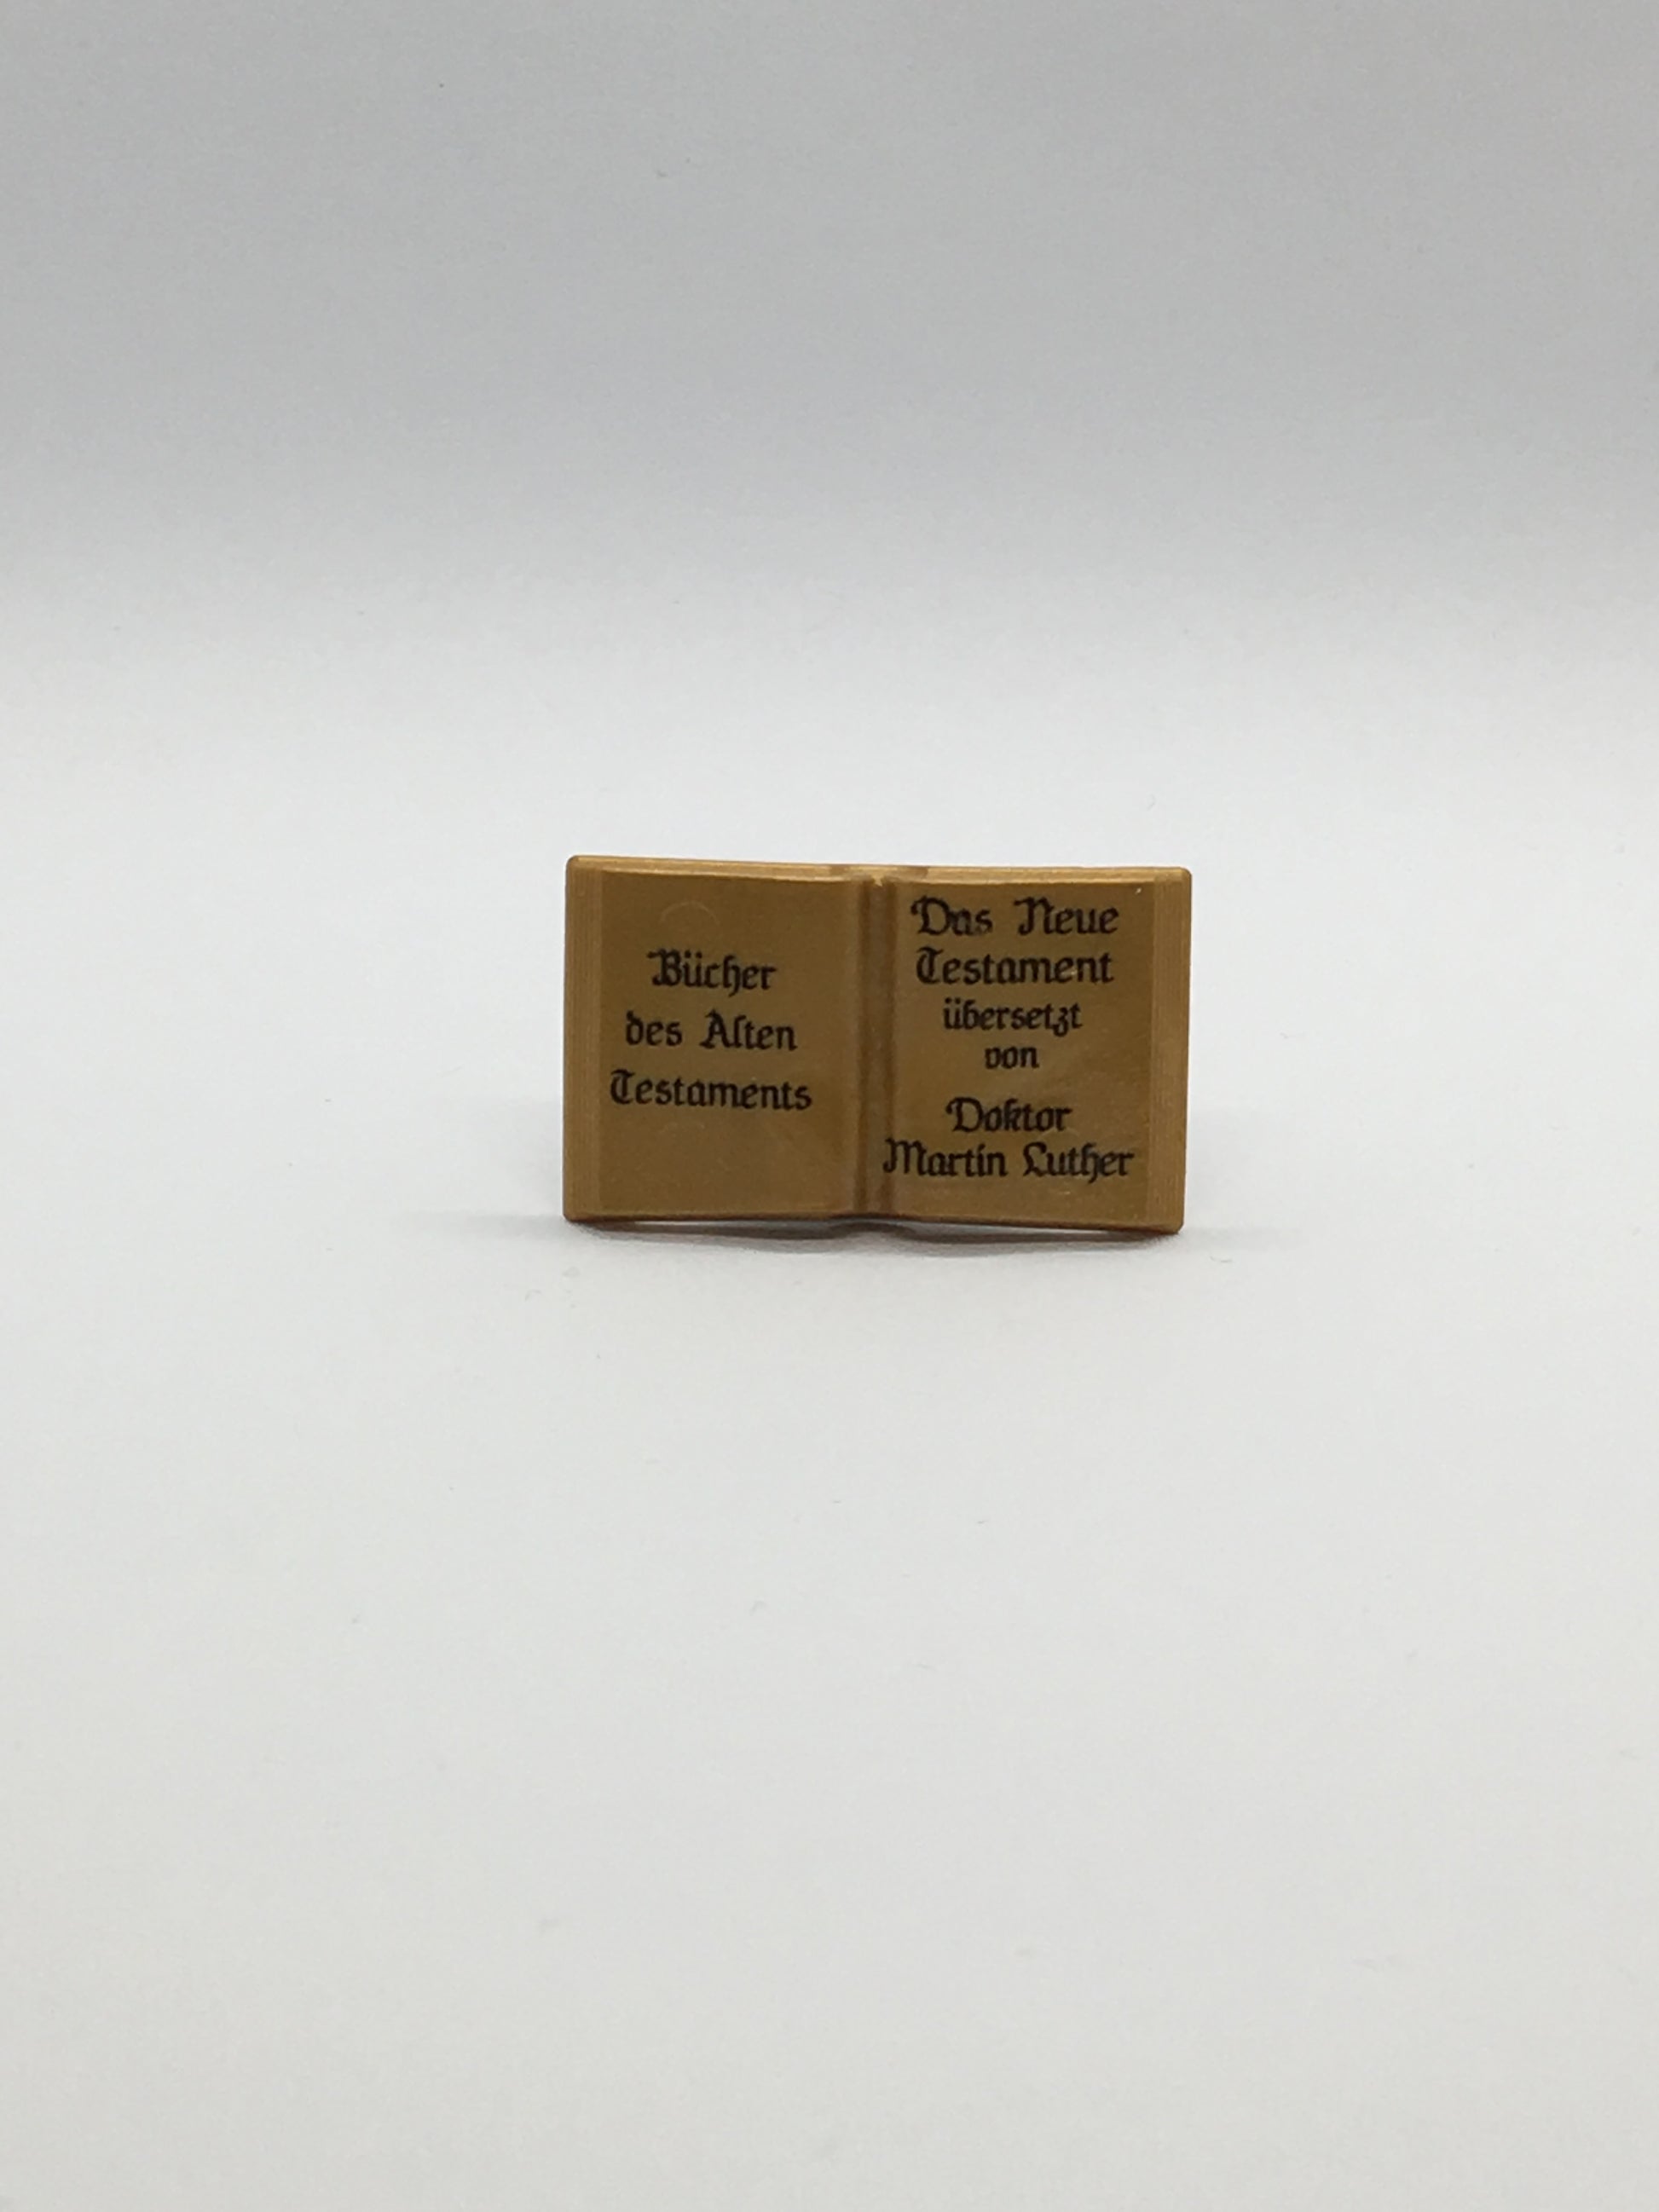 Bücher
des Alten
Testaments
Das Neue
Testament
übersetzt
von
Doktor
Martin Luther